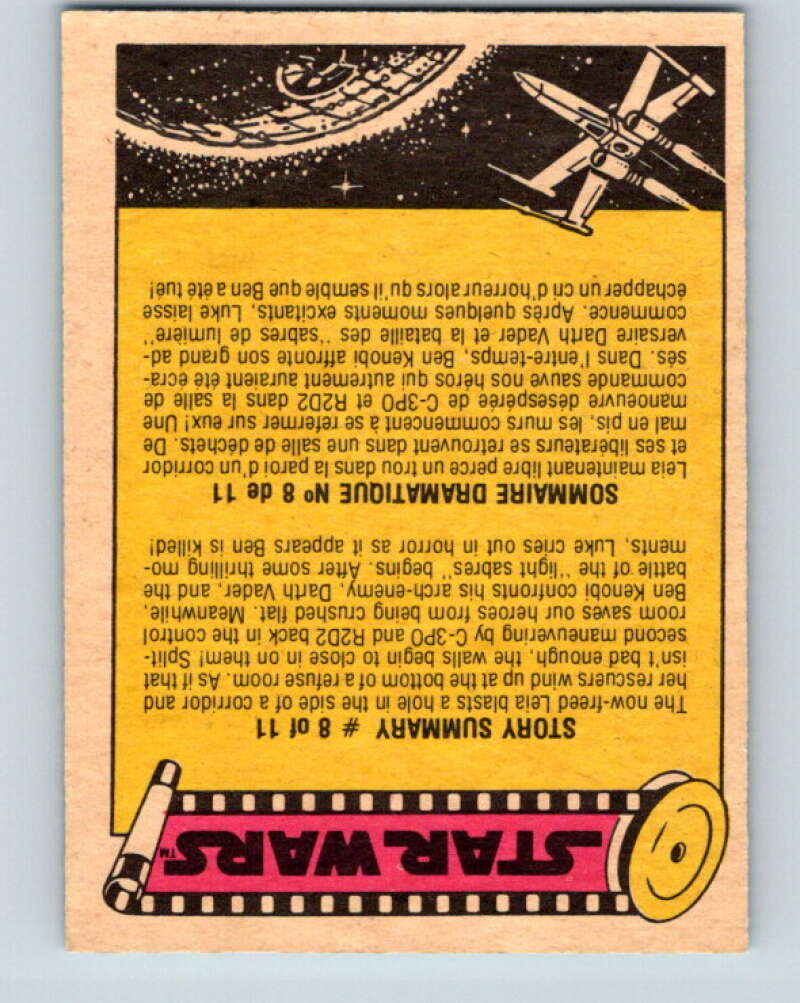 STAR WARS™
STORY SUMMARY # 8 of 11
The now-freed Leia blasts a hole in the side of a corridor and
her rescuers wind up at the bottom of a refuse room. As if that
isn't bad enough, the walls begin to close in on them! Split-
second maneuvering by C-3PO and R2D2 back in the control
room saves our heroes from being crushed flat. Meanwhile,
Ben Kenobi confronts his arch-enemy, Darth Vader, and the
battle of the "light sabres" begins. After some thrilling mo-
ments, Luke cries out in horror as it appears Ben is killed!
SOMMAIRE DRAMATIQUE Nº 8 de 11
Leia maintenant libre perce un trou dans la paroi d'un corridor
et ses libérateurs se retrouvent dans une salle de déchets. De
mal en pis, les murs commencent à se refermer sur eux! Une
manoeuvre désespérée de C-3PO et R2D2 dans la salle de
commande sauve nos héros qui autrement auraient été écra-
sés. Dans l'entre-temps, Ben Kenobi affronte son grand ad-
versaire Darth Vader et la bataille des "sabres de lumière"
commence. Après quelques moments excitants, Luke laisse
échapper un cri d'horreur alors qu'il semble que Ben a été tué!